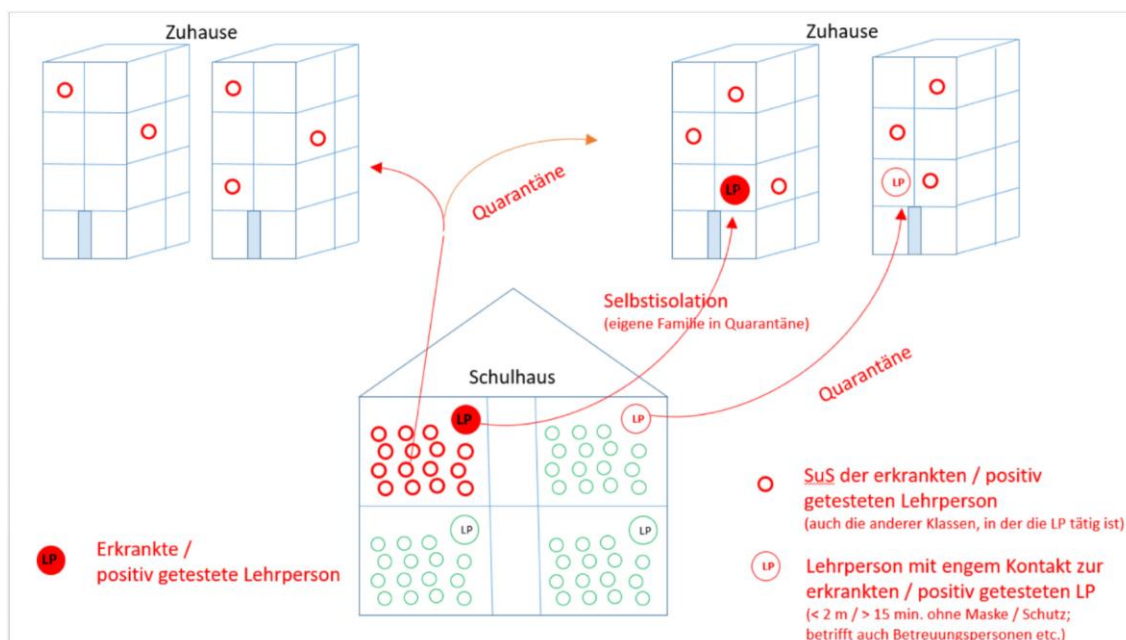 Zuhause
Zuhause
Quarantäne
LP
LP
Selbstisolation
(eigene Familie in Quarantäne)
Quarantäne
Schulhaus
LP
LP
LP
LP
LP
Erkrankte /
positiv getestete Lehrperson
SuS der erkrankten / positiv
getesteten Lehrperson
(auch die anderer Klassen, in der die LP tätig ist)
LP
Lehrperson mit engem Kontakt zur
erkrankten / positiv getesteten LP
(< 2 m / > 15 min. ohne Maske / Schutz;
betrifft auch Betreuungspersonen etc.)